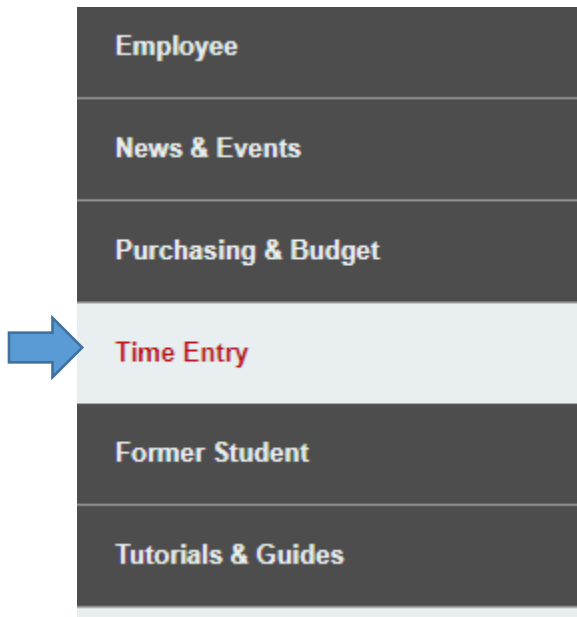 Employee
News & Events
Purchasing & Budget
Time Entry
Former Student
Tutorials & Guides